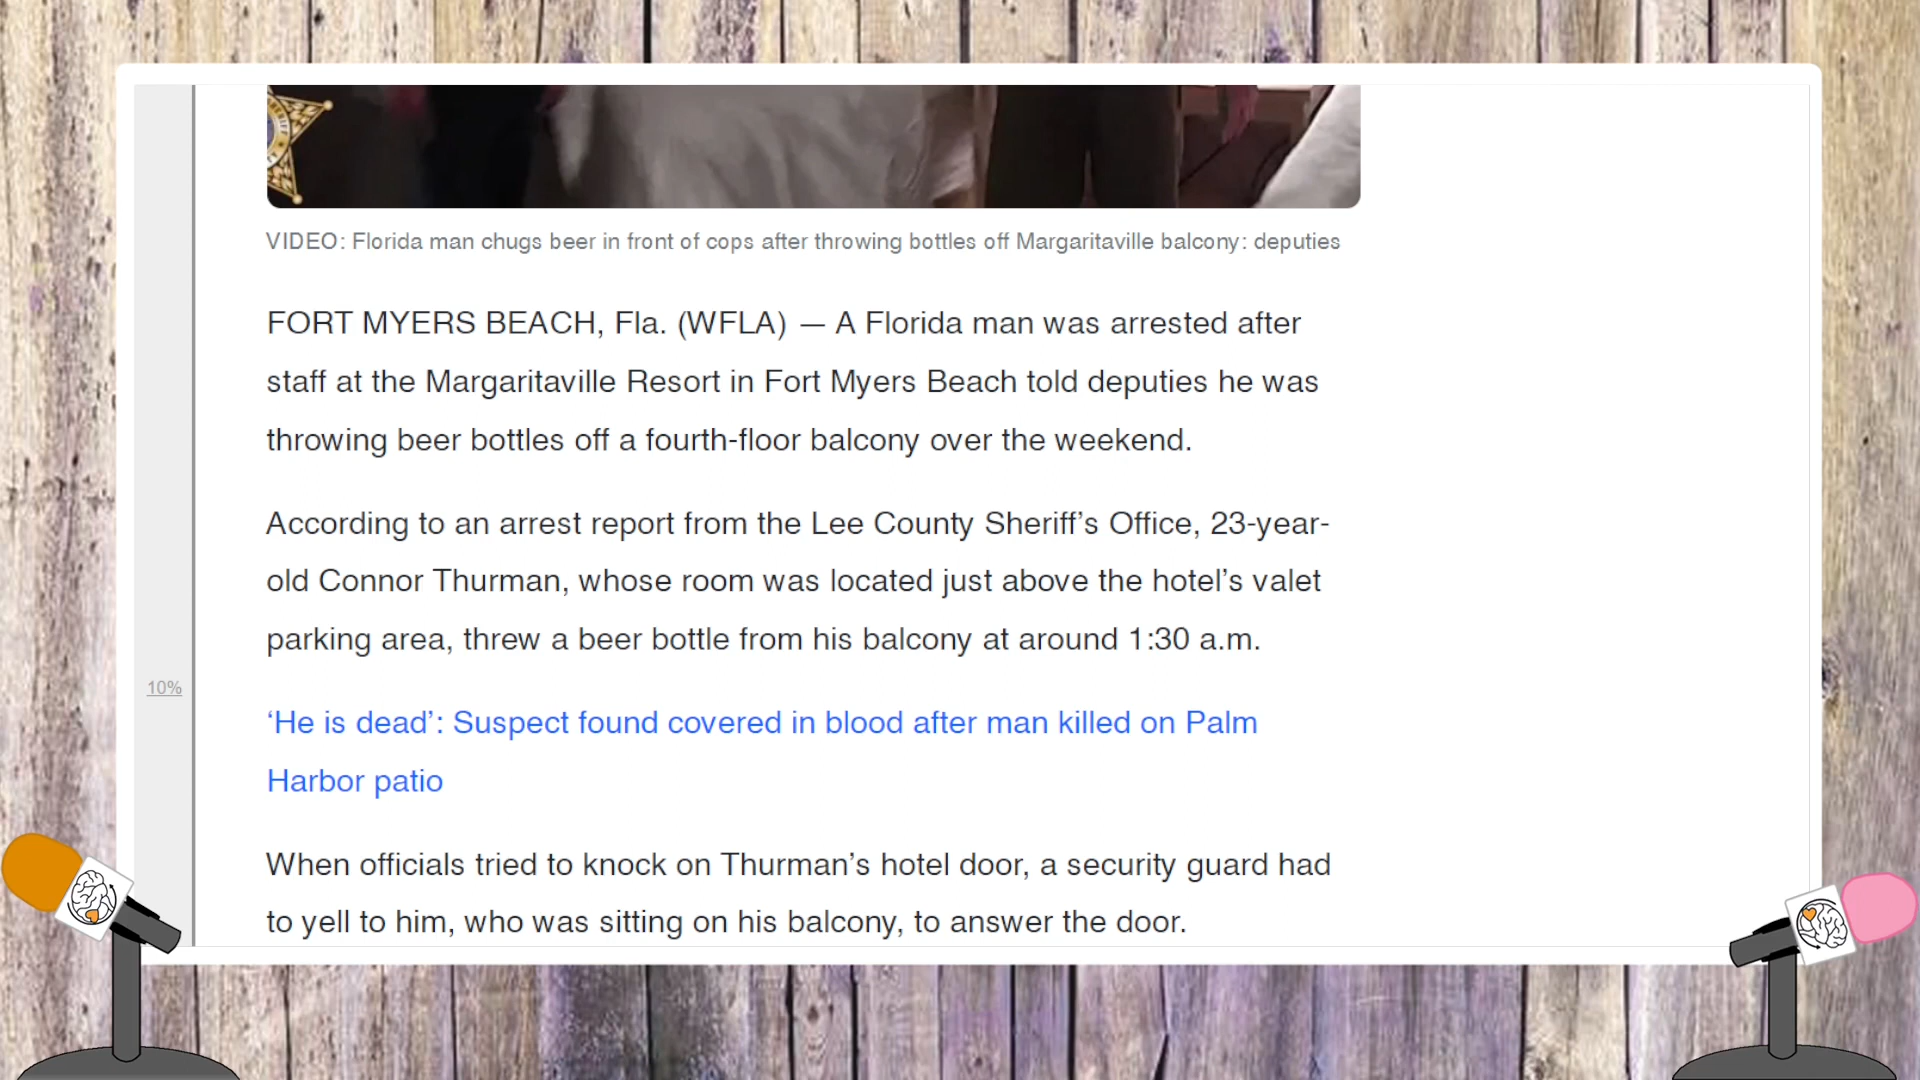 VIDEO: Florida man chugs beer in front of cops after throwing bottles off Margaritaville balcony: deputies
FORT MYERS BEACH, Fla. (WFLA) — A Florida man was arrested after
staff at the Margaritaville Resort in Fort Myers Beach told deputies he was
throwing beer bottles off a fourth-floor balcony over the weekend.
According to an arrest report from the Lee County Sheriff’s Office, 23-year-
old Connor Thurman, whose room was located just above the hotel’s valet
parking area, threw a beer bottle from his balcony at around 1:30 a.m.
10%
‘He is dead’: Suspect found covered in blood after man killed on Palm
Harbor patio
When officials tried to knock on Thurman’s hotel door, a security guard had
to yell to him, who was sitting on his balcony, to answer the door.